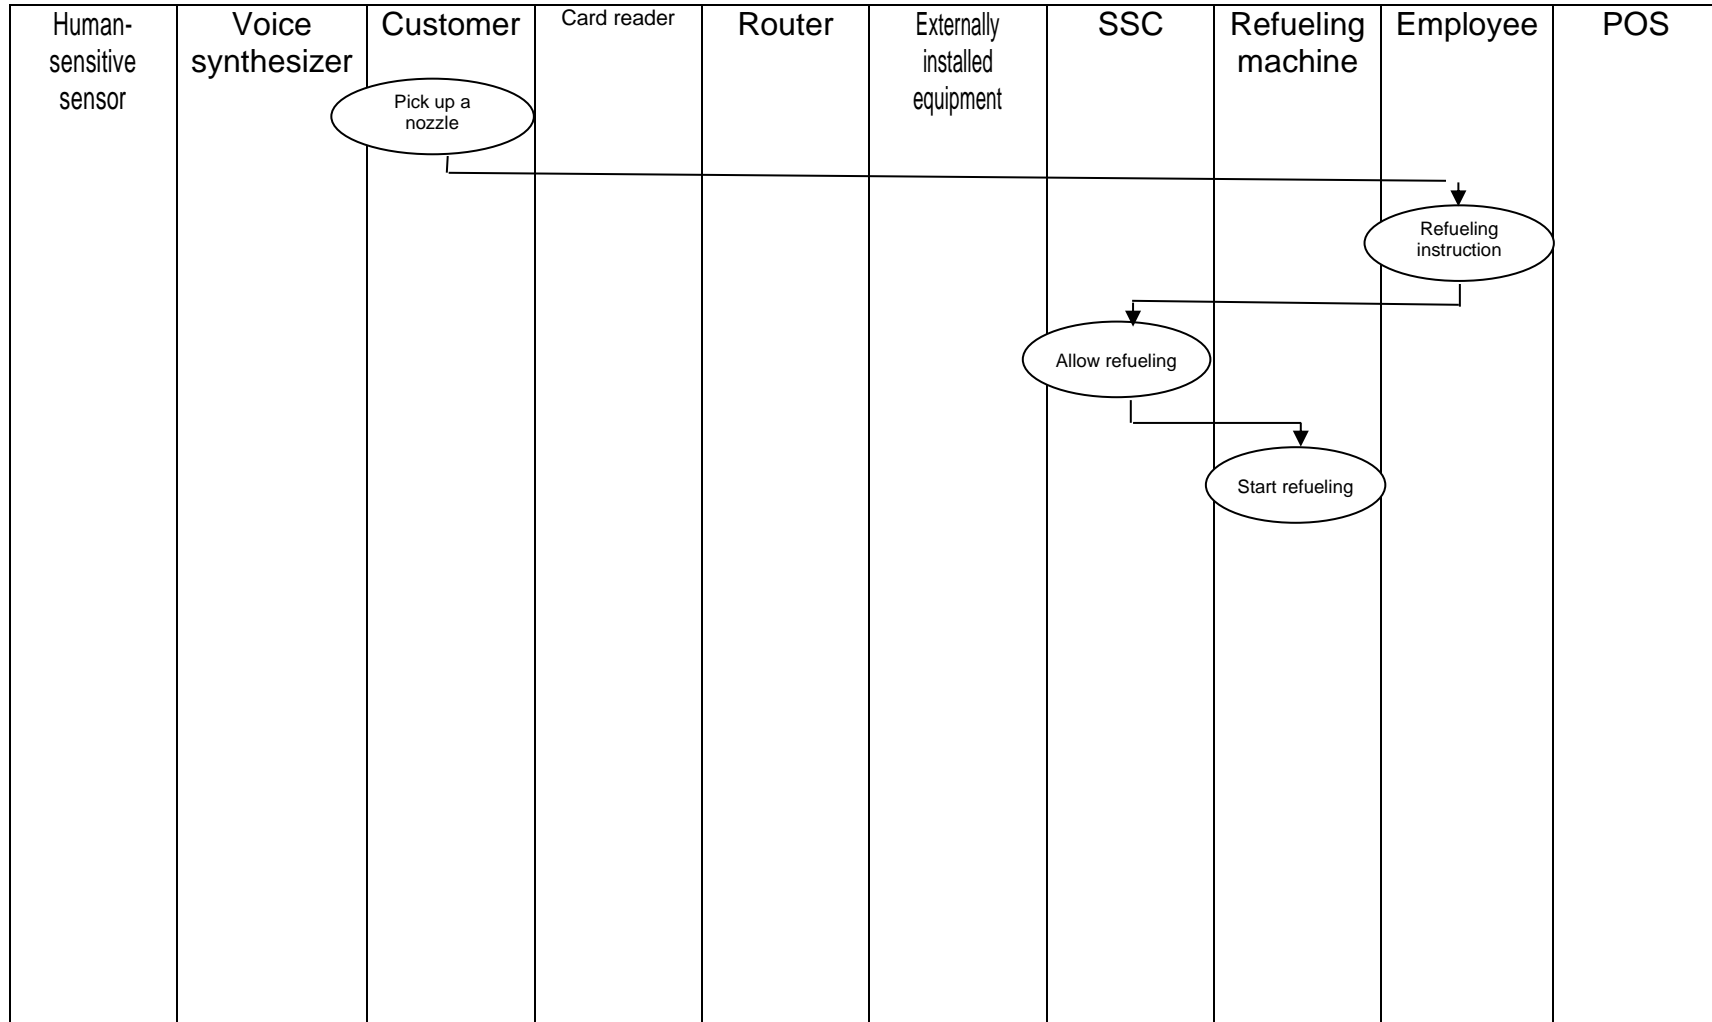 Human-
sensitive
sensor
Voice
synthesizer
Customer
Card reader
Router
Externally
installed
equipment
SSC
Refueling
machine
Employee
POS
Pick up a
nozzle
Refueling
instruction
Allow refueling
Start refueling